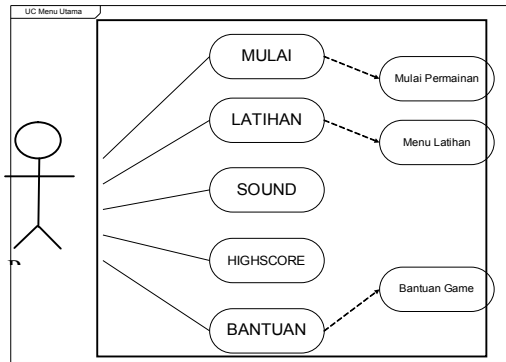 UC Menu Utama
MULAI
Mulai Permainan
LATIHAN
Menu Latihan
SOUND
HIGHSCORE
Bantuan Game
BANTUAN